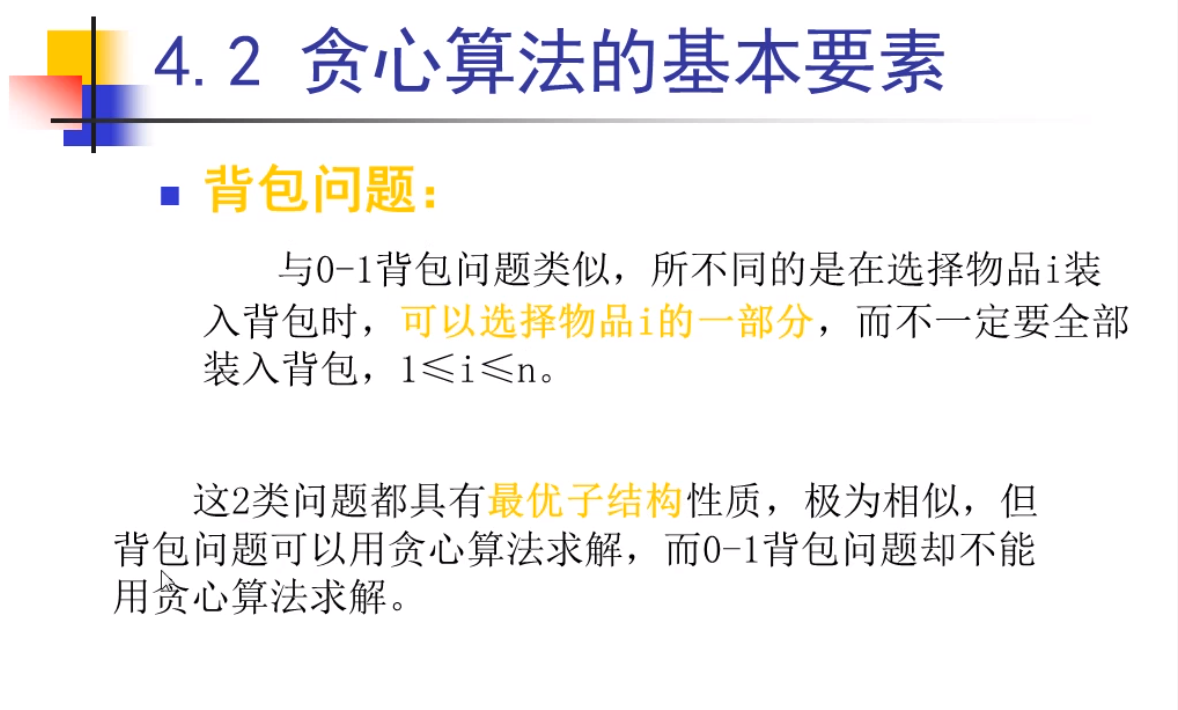 4.2 贪心算法的基本要素
背包问题：
与0-1背包问题类似，所不同的是在选择物品i装
入背包时，可以选择物品i的一部分，而不一定要全部
装入背包，1≤i≤n。
这2类问题都具有最优子结构性质，极为相似，但
背包问题可以用贪心算法求解，而0-1背包问题却不能
用贪心算法求解。